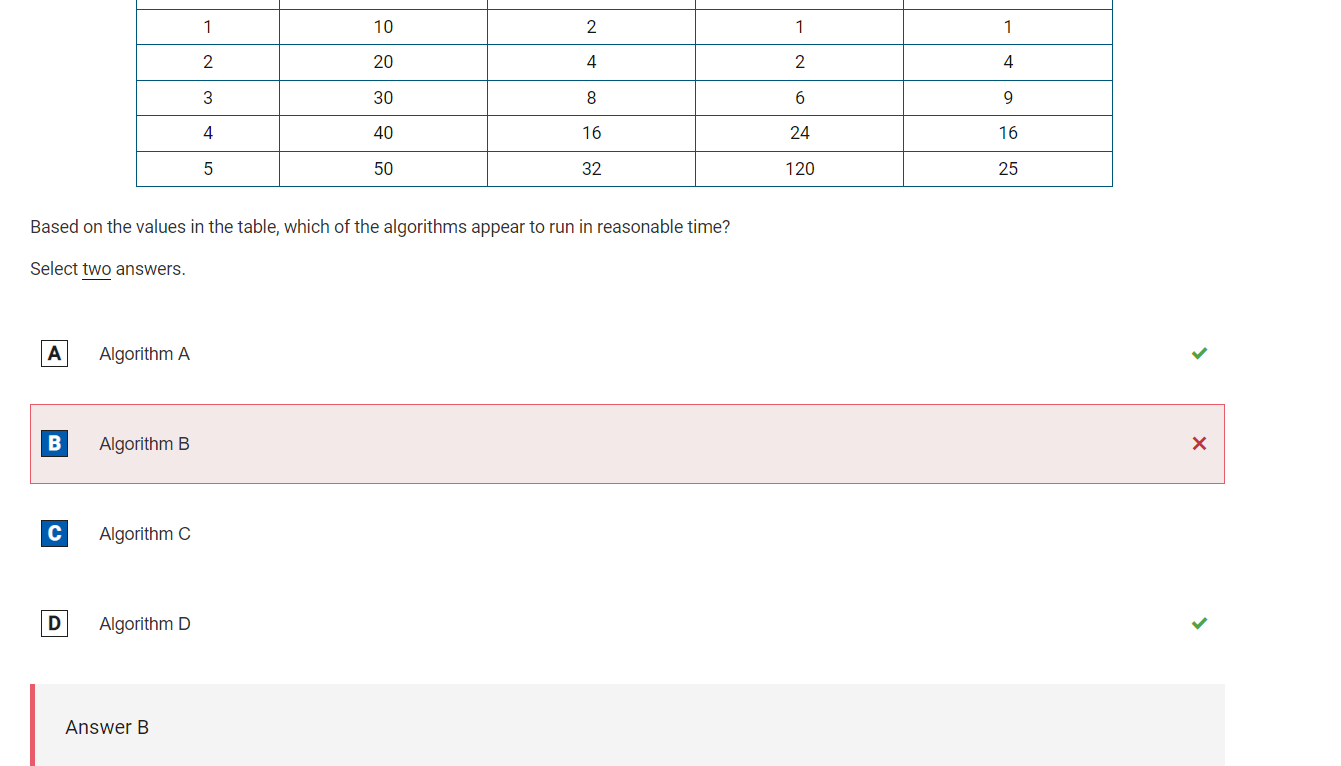 1 10 2 1 1
2 20 4 2 4
3 30 8 6 9
4 40 16 24 16
5 50 32 120 25
Based on the values in the table, which of the algorithms appear to run in reasonable time?
Select two answers.
A Algorithm A
B Algorithm B
C Algorithm C
D Algorithm D
Answer B